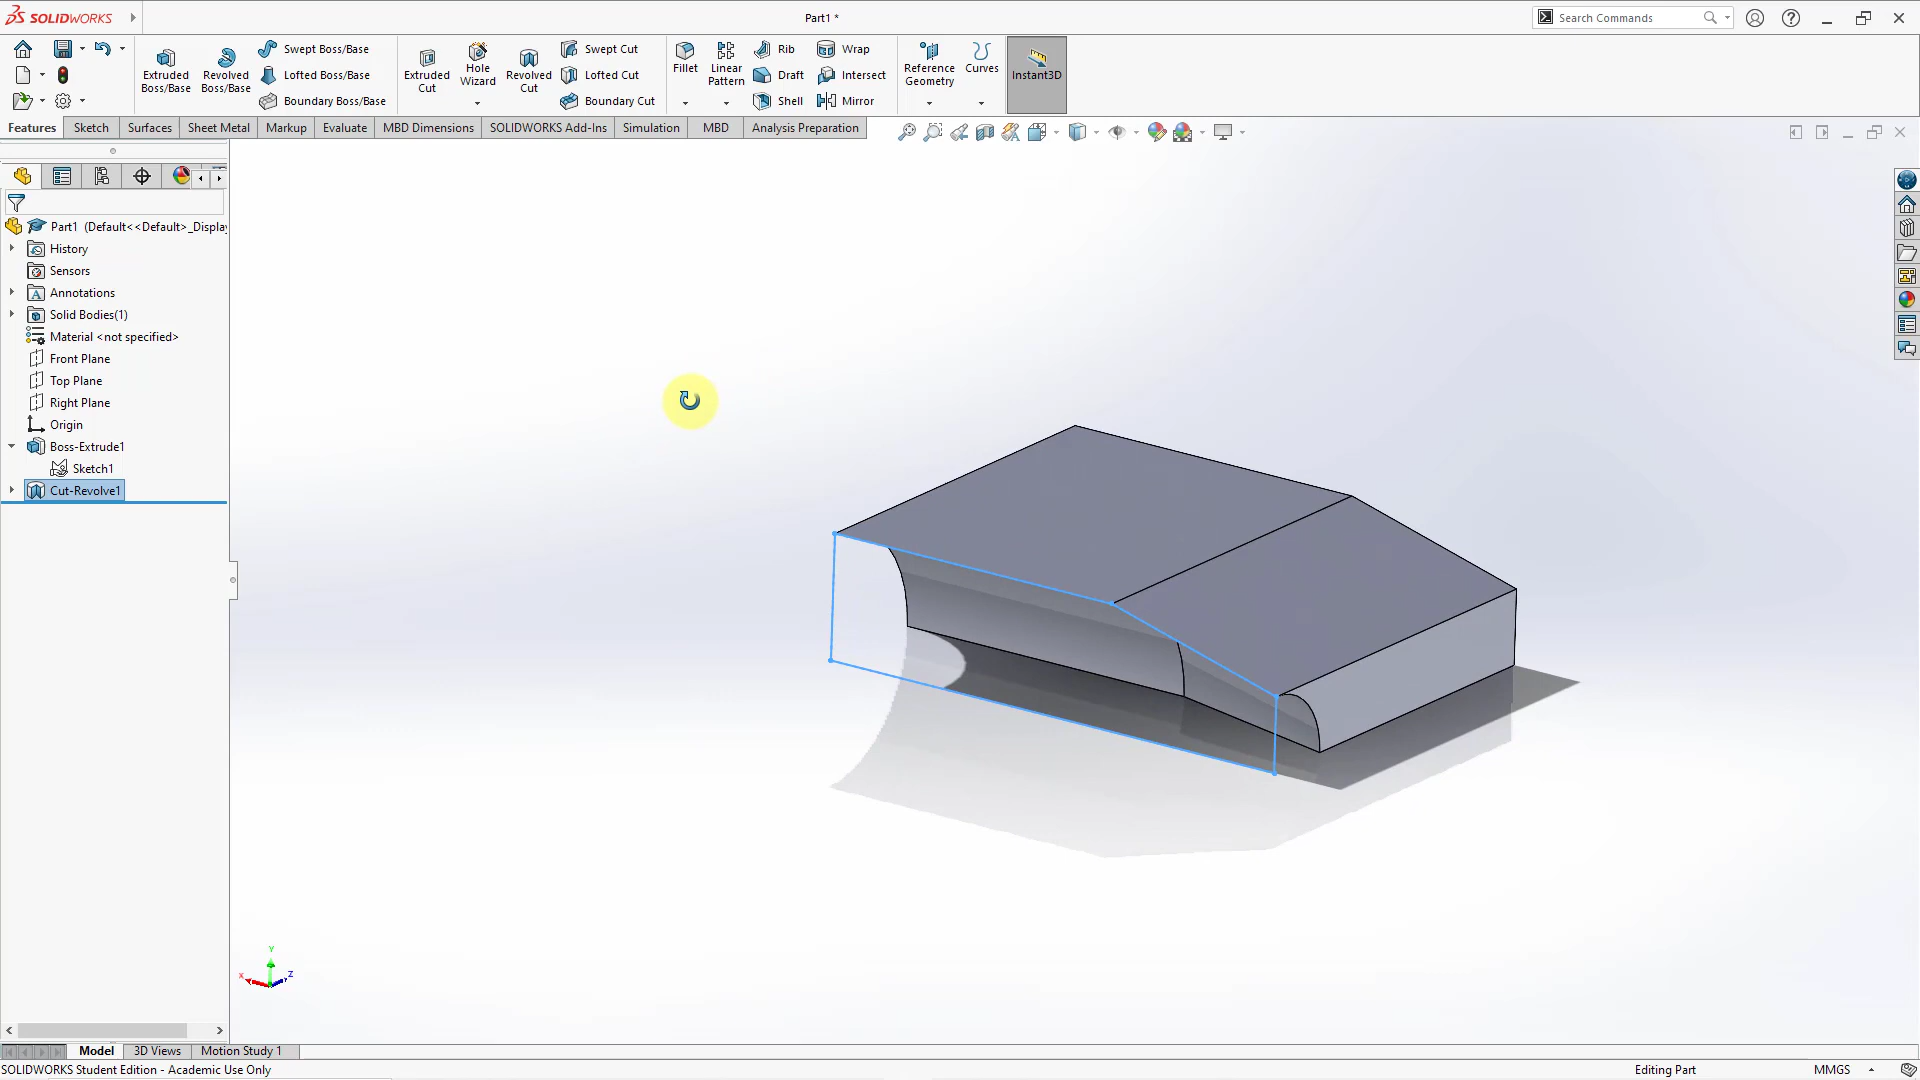 SOLIDWORKS
Part1 *
Search Commands
Extruded Boss/Base
Revolved Boss/Base
Swept Boss/Base
Lofted Boss/Base
Boundary Boss/Base
Extruded Cut
Hole Wizard
Revolved Cut
Swept Cut
Lofted Cut
Boundary Cut
Fillet
Linear Pattern
Rib
Draft
Shell
Wrap
Intersect
Mirror
Reference Geometry
Curves
Instant3D
Features
Sketch
Surfaces
Sheet Metal
Markup
Evaluate
MBD Dimensions
SOLIDWORKS Add-Ins
Simulation
MBD
Analysis Preparation
Part1 (Default<<Default>_Display
History
Sensors
Annotations
Solid Bodies(1)
Material <not specified>
Front Plane
Top Plane
Right Plane
Origin
Boss-Extrude1
Sketch1
Cut-Revolve1
Y
X
Z
Model
3D Views
Motion Study 1
SOLIDWORKS Student Edition - Academic Use Only
Editing Part
MMGS